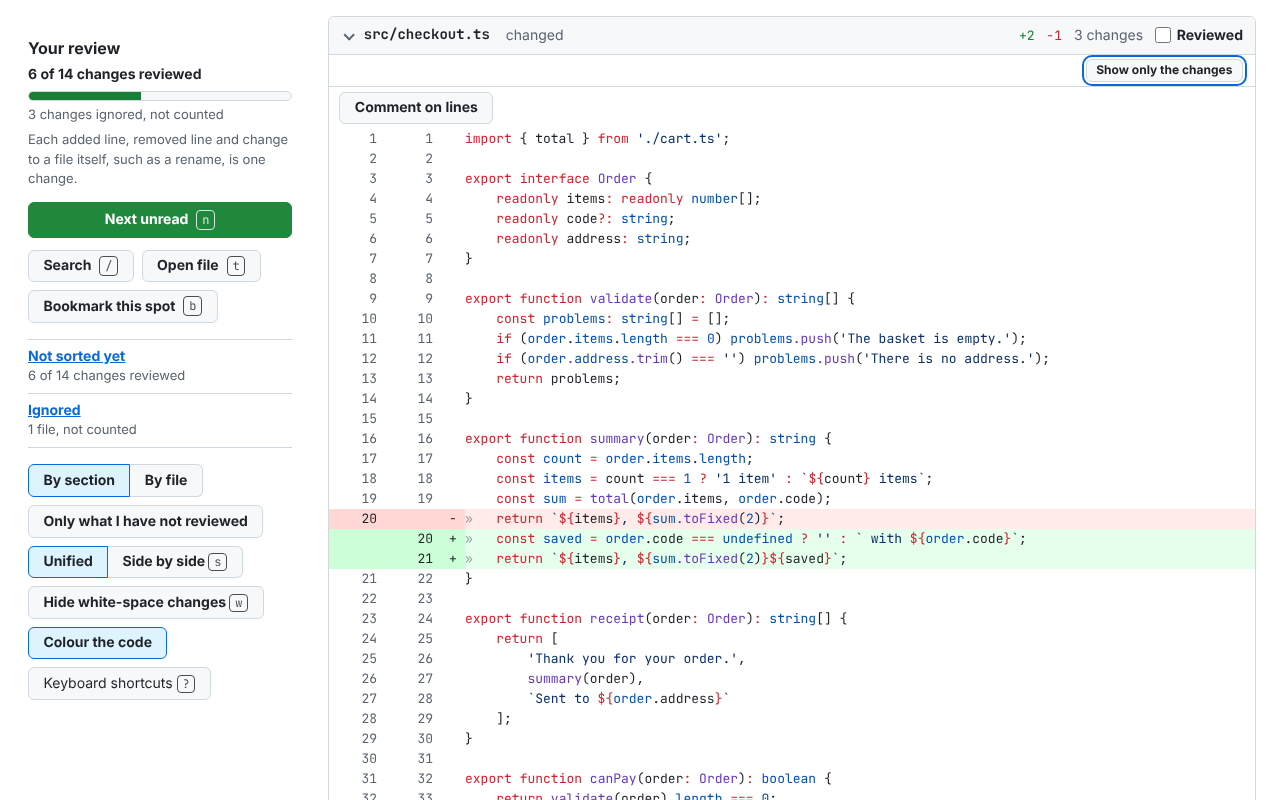 Your review
6 of 14 changes reviewed
3 changes ignored, not counted
Each added line, removed line and change
to a file itself, such as a rename, is one
change.
Next unread n
Search / Open file t
Bookmark this spot b
Not sorted yet
6 of 14 changes reviewed
Ignored
1 file, not counted
By section By file
Only what I have not reviewed
Unified Side by side s
Hide white-space changes w
Colour the code
Keyboard shortcuts ?
src/checkout.ts changed +2 -1 3 changes Reviewed
Show only the changes
Comment on lines
1 1 import { total } from './cart.ts';
2 2
3 3 export interface Order {
4 4 readonly items: readonly number[];
5 5 readonly code?: string;
6 6 readonly address: string;
7 7 }
8 8
9 9 export function validate(order: Order): string[] {
10 10 const problems: string[] = [];
11 11 if (order.items.length === 0) problems.push('The basket is empty.');
12 12 if (order.address.trim() === '') problems.push('There is no address.');
13 13 return problems;
14 14 }
15 15
16 16 export function summary(order: Order): string {
17 17 const count = order.items.length;
18 18 const items = count === 1 ? '1 item' : `${count} items`;
19 19 const sum = total(order.items, order.code);
20 - » return `${items}, ${sum.toFixed(2)}`;
20 + » const saved = order.code === undefined ? '' : ` with ${order.code}`;
21 + » return `${items}, ${sum.toFixed(2)}${saved}`;
21 22 }
22 23
23 24 export function receipt(order: Order): string[] {
24 25 return [
25 26 'Thank you for your order.',
26 27 summary(order),
27 28 `Sent to ${order.address}`
28 29 ];
29 30 }
30 31
31 32 export function canPay(order: Order): boolean {
32 33 return validate(order).length === 0;